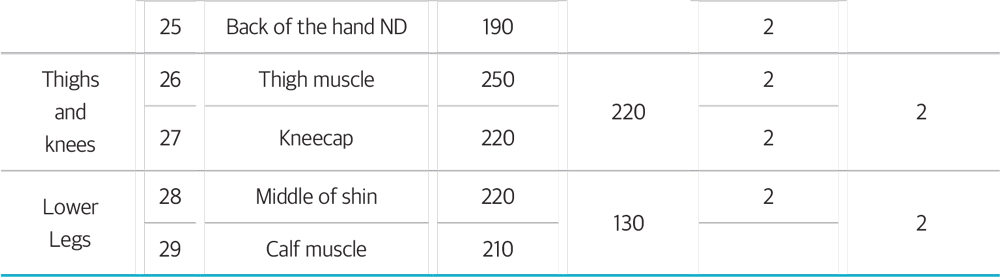 25 Back of the hand ND 190 2
Thighs and knees 26 Thigh muscle 250 220 2 2
27 Kneecap 220 2
Lower Legs 28 Middle of shin 220 130 2 2
29 Calf muscle 210